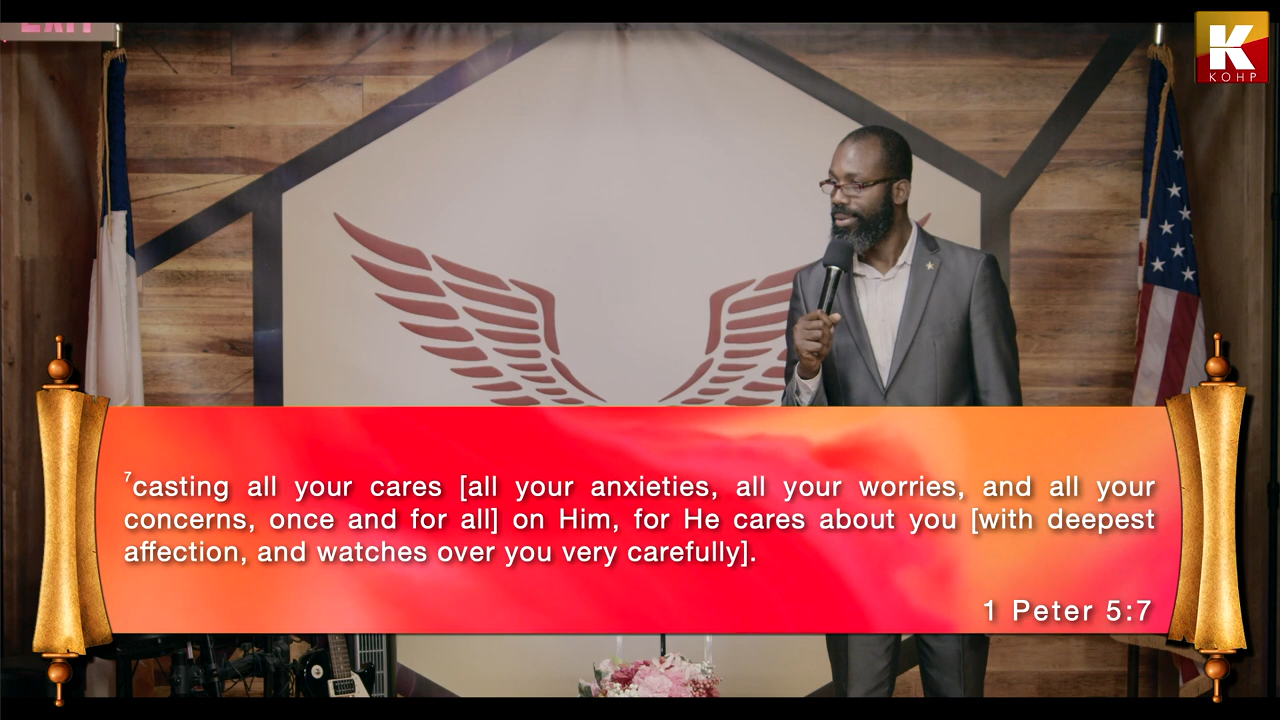 EXIT
K
KOHP
⁷casting all your cares [all your anxieties, all your worries, and all your
concerns, once and for all] on Him, for He cares about you [with deepest
affection, and watches over you very carefully].
1 Peter 5:7